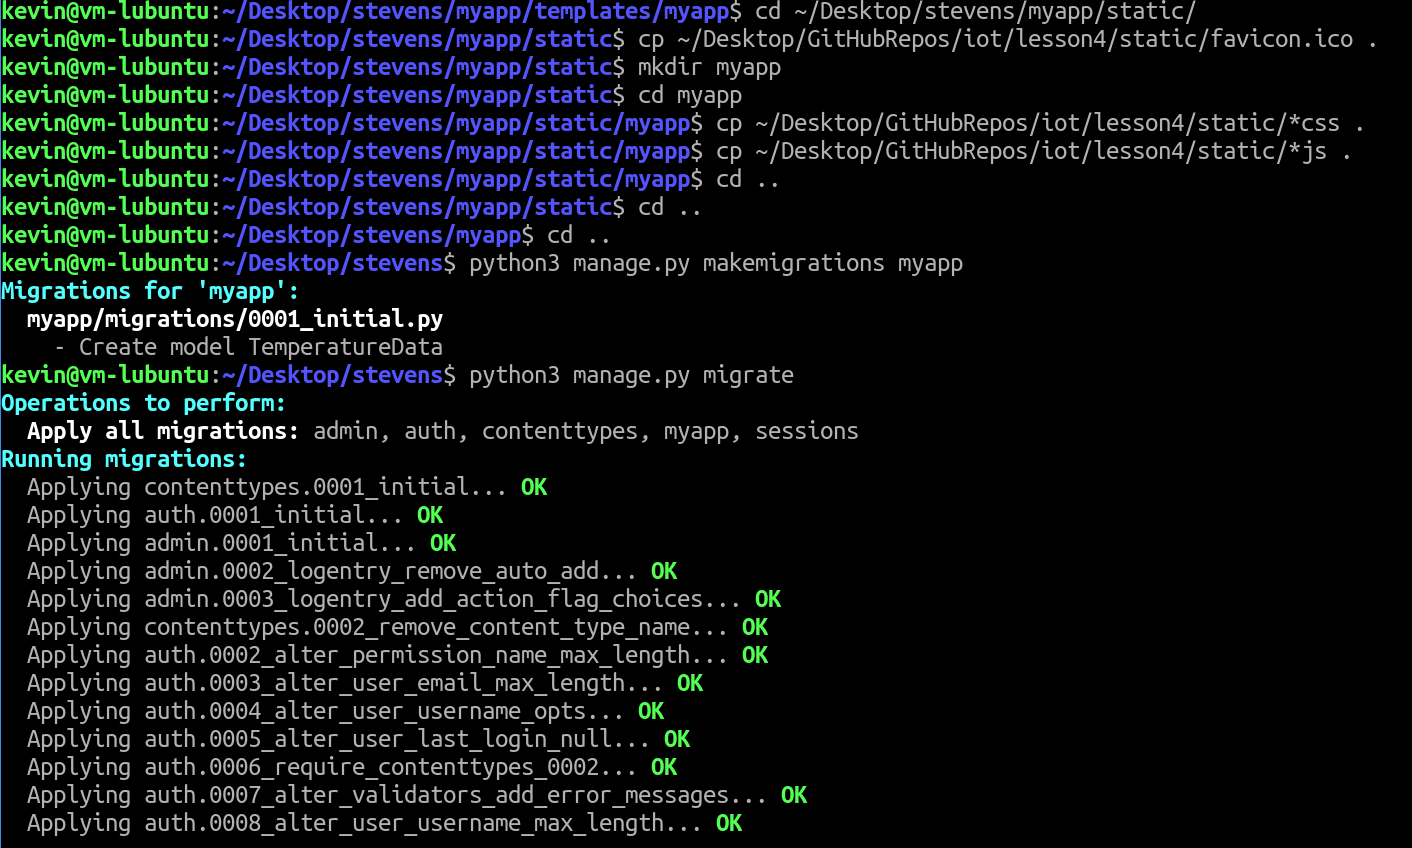 kevin@vm-lubuntu:~/Desktop/stevens/myapp/templates/myapp$ cd ~/Desktop/stevens/myapp/static/
kevin@vm-lubuntu:~/Desktop/stevens/myapp/static$ cp ~/Desktop/GitHubRepos/iot/lesson4/static/favicon.ico .
kevin@vm-lubuntu:~/Desktop/stevens/myapp/static$ mkdir myapp
kevin@vm-lubuntu:~/Desktop/stevens/myapp/static$ cd myapp
kevin@vm-lubuntu:~/Desktop/stevens/myapp/static/myapp$ cp ~/Desktop/GitHubRepos/iot/lesson4/static/*css .
kevin@vm-lubuntu:~/Desktop/stevens/myapp/static/myapp$ cp ~/Desktop/GitHubRepos/iot/lesson4/static/*js .
kevin@vm-lubuntu:~/Desktop/stevens/myapp/static/myapp$ cd ..
kevin@vm-lubuntu:~/Desktop/stevens/myapp/static$ cd ..
kevin@vm-lubuntu:~/Desktop/stevens/myapp$ cd ..
kevin@vm-lubuntu:~/Desktop/stevens$ python3 manage.py makemigrations myapp
Migrations for 'myapp':
  myapp/migrations/0001_initial.py
    - Create model TemperatureData
kevin@vm-lubuntu:~/Desktop/stevens$ python3 manage.py migrate
Operations to perform:
  Apply all migrations: admin, auth, contenttypes, myapp, sessions
Running migrations:
  Applying contenttypes.0001_initial... OK
  Applying auth.0001_initial... OK
  Applying admin.0001_initial... OK
  Applying admin.0002_logentry_remove_auto_add... OK
  Applying admin.0003_logentry_add_action_flag_choices... OK
  Applying contenttypes.0002_remove_content_type_name... OK
  Applying auth.0002_alter_permission_name_max_length... OK
  Applying auth.0003_alter_user_email_max_length... OK
  Applying auth.0004_alter_user_username_opts... OK
  Applying auth.0005_alter_user_last_login_null... OK
  Applying auth.0006_require_contenttypes_0002... OK
  Applying auth.0007_alter_validators_add_error_messages... OK
  Applying auth.0008_alter_user_username_max_length... OK